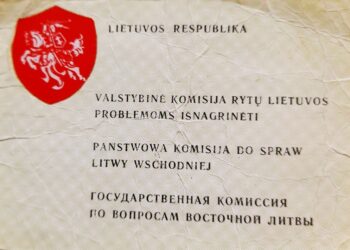 LIETUVOS RESPUBLIKA
VALSTYBINĖ KOMISIJA RYTŲ LIETUVOS
PROBLEMOMS IŠNAGRINĖTI
PAŃSTWOWA KOMISJA DO SPRAW
LITWY WSCHODNIEJ
ГОСУДАРСТВЕННАЯ КОМИССИЯ
ПО ВОПРОСАМ ВОСТОЧНОЙ ЛИТВЫ